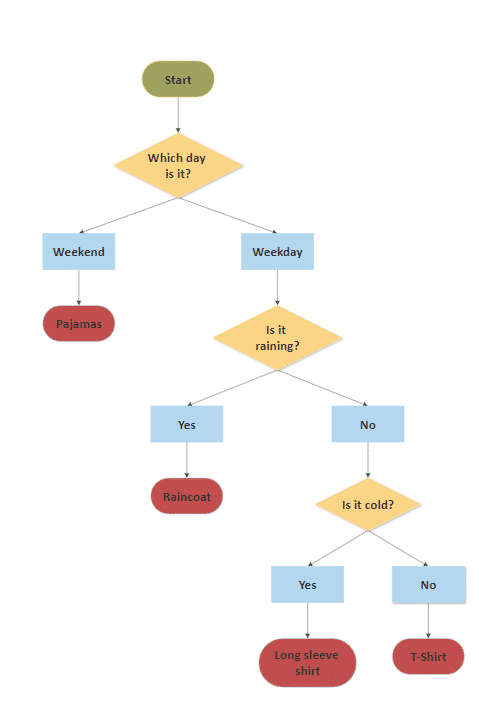 Start
Which day
is it?
Weekend
Weekday
Pajamas
Is it
raining?
Yes
No
Raincoat
Is it cold?
Yes
No
Long sleeve
shirt
T-Shirt